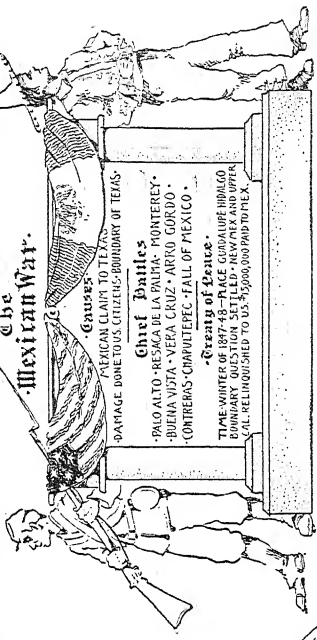 The
·Mexican War·
·Causes·
MEXICAN CLAIM TO TEXAS
·DAMAGE DONE TO U.S. CITIZENS·BOUNDARY OF TEXAS·
Chief Battles
·PALO ALTO·RESACA DE LA PALMA·MONTEREY·
·BUENA VISTA·VERA CRUZ·ARRO GORDO·
·CONTRERAS·CHAPULTEPEC·FALL OF MEXICO·
·Treaty of Peace·
TIME·WINTER OF 1847-48—PLACE GUADALUPE HIDALGO
BOUNDARY QUESTION SETTLED·NEW MEX AND UPPER
CAL. RELINQUISHED TO US. $15,000,000 PAID TO MEX.